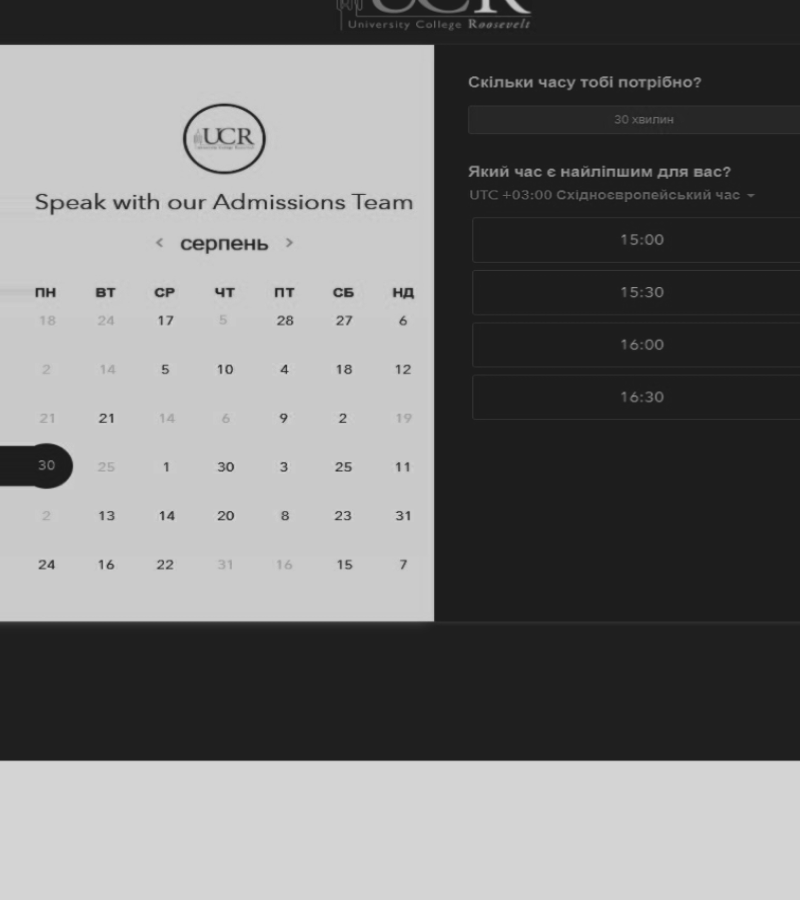 UCR
University College Roosevelt
UCR
Speak with our Admissions Team
< серпень >
ПН ВТ СР ЧТ ПТ СБ НД
18 24 17 5 28 27 6
2 14 5 10 4 18 12
21 21 14 6 9 2 19
30 25 1 30 3 25 11
2 13 14 20 8 23 31
24 16 22 31 16 15 7
Скільки часу тобі потрібно?
30 хвилин
Який час є найліпшим для вас?
UTC +03:00 Східноєвропейський час
15:00
15:30
16:00
16:30